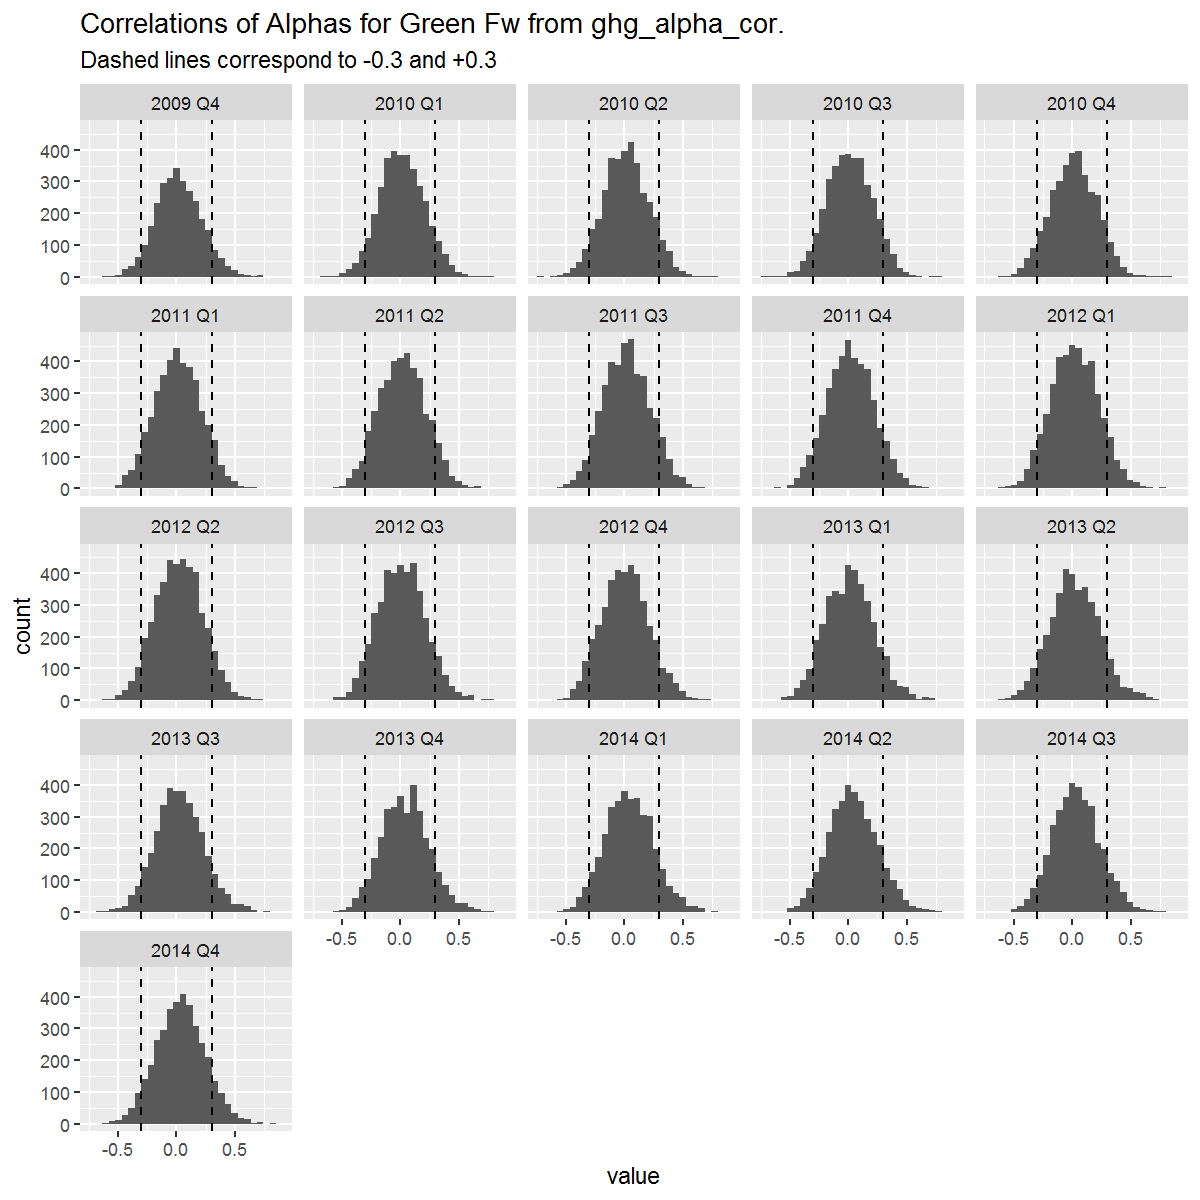 Correlations of Alphas for Green Fw from ghg_alpha_cor.
Dashed lines correspond to -0.3 and +0.3
2009 Q4 2010 Q1 2010 Q2 2010 Q3 2010 Q4
400
300
200
100
0
2011 Q1 2011 Q2 2011 Q3 2011 Q4 2012 Q1
400
300
200
100
0
2012 Q2 2012 Q3 2012 Q4 2013 Q1 2013 Q2
400
300
200
100
0
count
2013 Q3 2013 Q4 2014 Q1 2014 Q2 2014 Q3
400
300
200
100
0
-0.5 0.0 0.5 -0.5 0.0 0.5 -0.5 0.0 0.5 -0.5 0.0 0.5
2014 Q4
400
300
200
100
0
-0.5 0.0 0.5
value